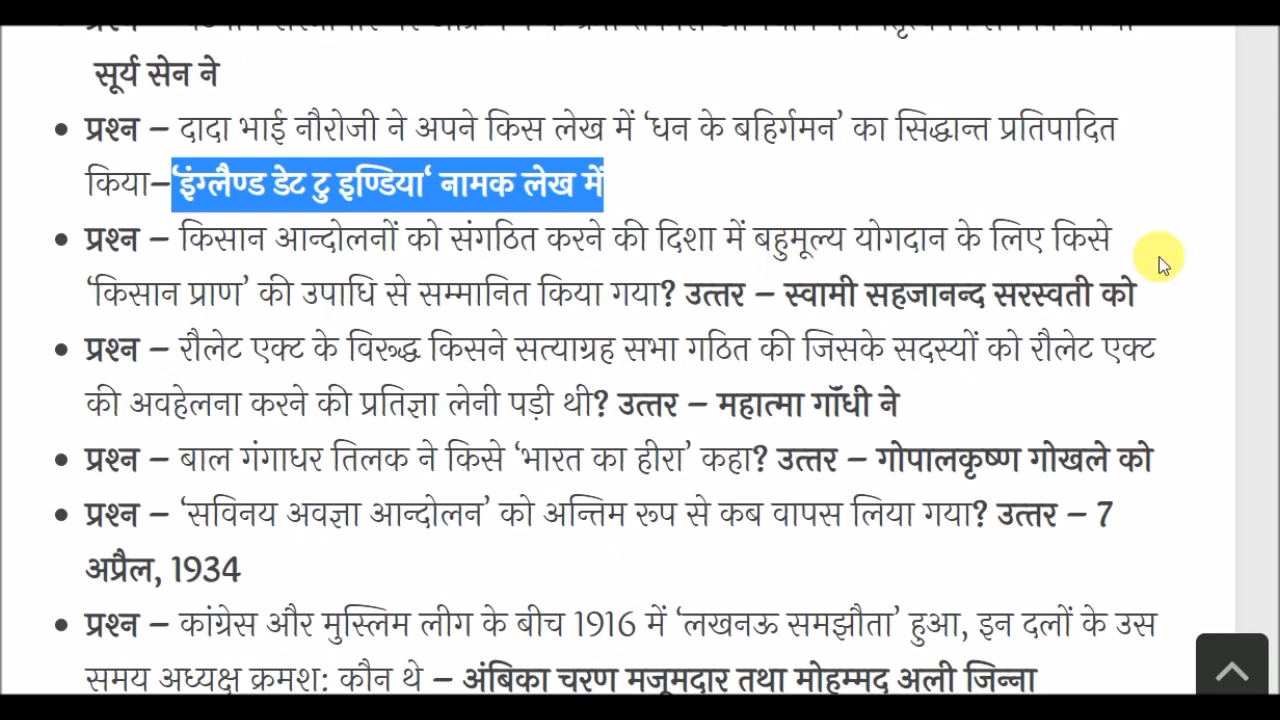 सूर्य सेन ने
• प्रश्न – दादा भाई नौरोजी ने अपने किस लेख में ‘धन के बहिर्गमन’ का सिद्धान्त प्रतिपादित
किया–‘इंग्लैण्ड डेट टु इण्डिया‘ नामक लेख में
• प्रश्न – किसान आन्दोलनों को संगठित करने की दिशा में बहुमूल्य योगदान के लिए किसे
‘किसान प्राण’ की उपाधि से सम्मानित किया गया? उत्तर – स्वामी सहजानन्द सरस्वती को
• प्रश्न – रौलेट एक्ट के विरूद्ध किसने सत्याग्रह सभा गठित की जिसके सदस्यों को रौलेट एक्ट
की अवहेलना करने की प्रतिज्ञा लेनी पड़ी थी? उत्तर – महात्मा गाँधी ने
• प्रश्न – बाल गंगाधर तिलक ने किसे ‘भारत का हीरा’ कहा? उत्तर – गोपालकृष्ण गोखले को
• प्रश्न – ‘सविनय अवज्ञा आन्दोलन’ को अन्तिम रूप से कब वापस लिया गया? उत्तर – 7
अप्रैल, 1934
• प्रश्न – कांग्रेस और मुस्लिम लीग के बीच 1916 में ‘लखनऊ समझौता’ हुआ, इन दलों के उस
समय अध्यक्ष क्रमश: कौन थे – अंबिका चरण मजूमदार तथा मोहम्मद अली जिन्ना